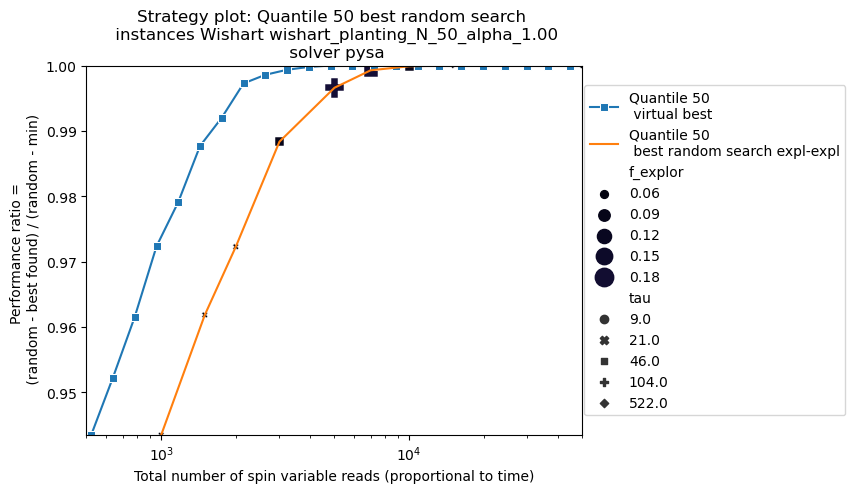 Strategy plot: Quantile 50 best random search
instances Wishart wishart_planting_N_50_alpha_1.00
solver pysa
Performance ratio =
(random - best found) / (random - min)
1.00
0.99
0.98
0.97
0.96
0.95
10³
10⁴
Total number of spin variable reads (proportional to time)
Quantile 50
virtual best
Quantile 50
best random search expl-expl
f_explor
0.06
0.09
0.12
0.15
0.18
tau
9.0
21.0
46.0
104.0
522.0